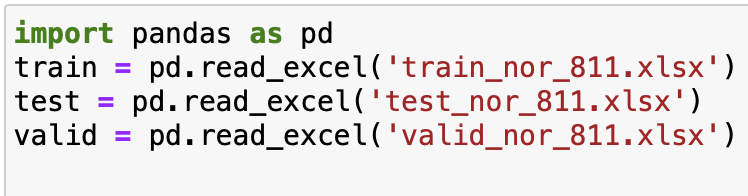 import pandas as pd
train = pd.read_excel('train_nor_811.xlsx')
test = pd.read_excel('test_nor_811.xlsx')
valid = pd.read_excel('valid_nor_811.xlsx')